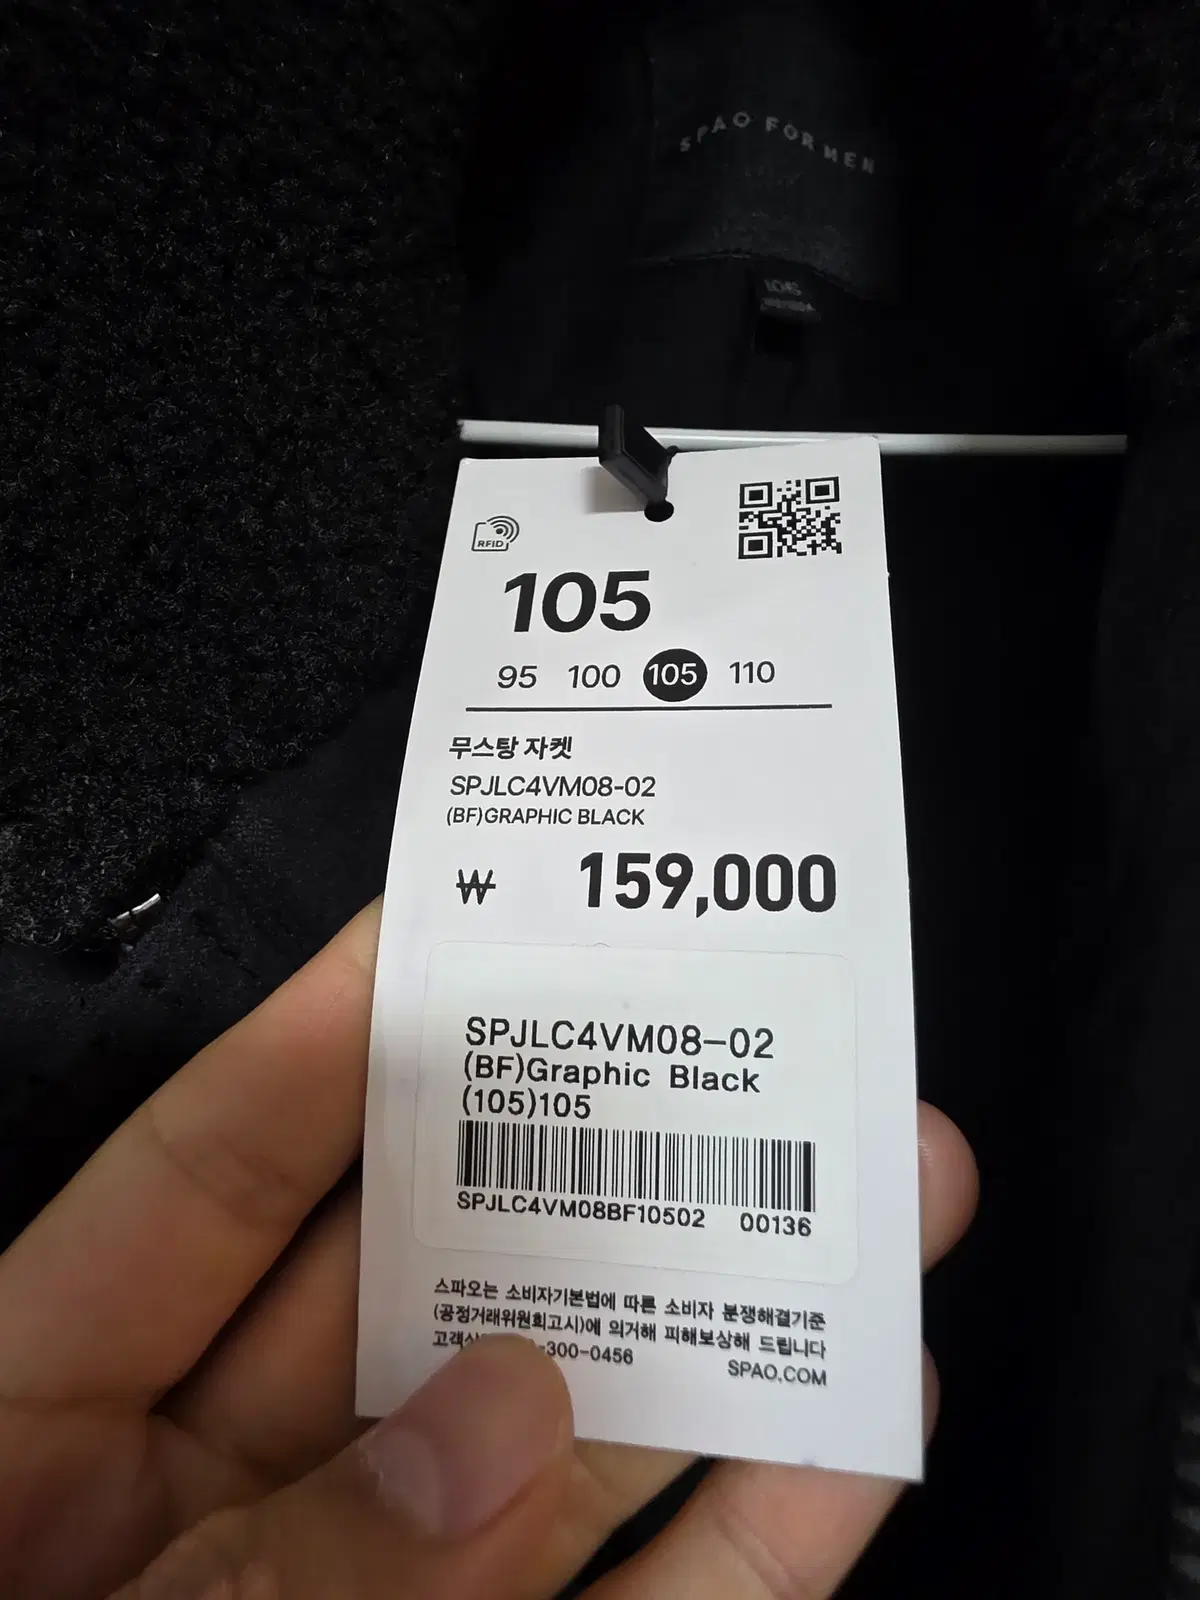 SPAO FOR MEN
RFID
105
95 100 105 110
무스탕 자켓
SPJLC4VM08-02
(BF)GRAPHIC BLACK
₩ 159,000
SPJLC4VM08-02
(BF)Graphic Black
(105)105
SPJLC4VM08BF10502 00136
스파오는 소비자기본법에 따른 소비자 분쟁해결기준
(공정거래위원회고시)에 의거해 피해보상해 드립니다
-300-0456
SPAO.COM